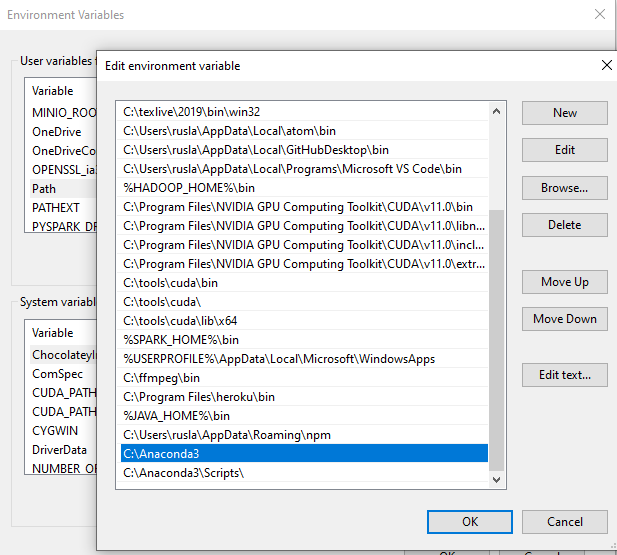 Environment Variables
User variables f
Variable
MINIO_ROO
OneDrive
OneDriveCo
OPENSSL_ia3
Path
PATHEXT
PYSPARK_DR
System variabl
Variable
ChocolateyIn
ComSpec
CUDA_PATH
CUDA_PATH
CYGWIN
DriverData
NUMBER_OF
Edit environment variable
C:\texlive\2019\bin\win32
C:\Users\rusla\AppData\Local\atom\bin
C:\Users\rusla\AppData\Local\GitHubDesktop\bin
C:\Users\rusla\AppData\Local\Programs\Microsoft VS Code\bin
%HADOOP_HOME%\bin
C:\Program Files\NVIDIA GPU Computing Toolkit\CUDA\v11.0\bin
C:\Program Files\NVIDIA GPU Computing Toolkit\CUDA\v11.0\libn...
C:\Program Files\NVIDIA GPU Computing Toolkit\CUDA\v11.0\incl...
C:\Program Files\NVIDIA GPU Computing Toolkit\CUDA\v11.0\extr...
C:\tools\cuda\bin
C:\tools\cuda\
C:\tools\cuda\lib\x64
%SPARK_HOME%\bin
%USERPROFILE%\AppData\Local\Microsoft\WindowsApps
C:\ffmpeg\bin
C:\Program Files\heroku\bin
%JAVA_HOME%\bin
C:\Users\rusla\AppData\Roaming\npm
C:\Anaconda3
C:\Anaconda3\Scripts\
New
Edit
Browse...
Delete
Move Up
Move Down
Edit text...
OK
Cancel